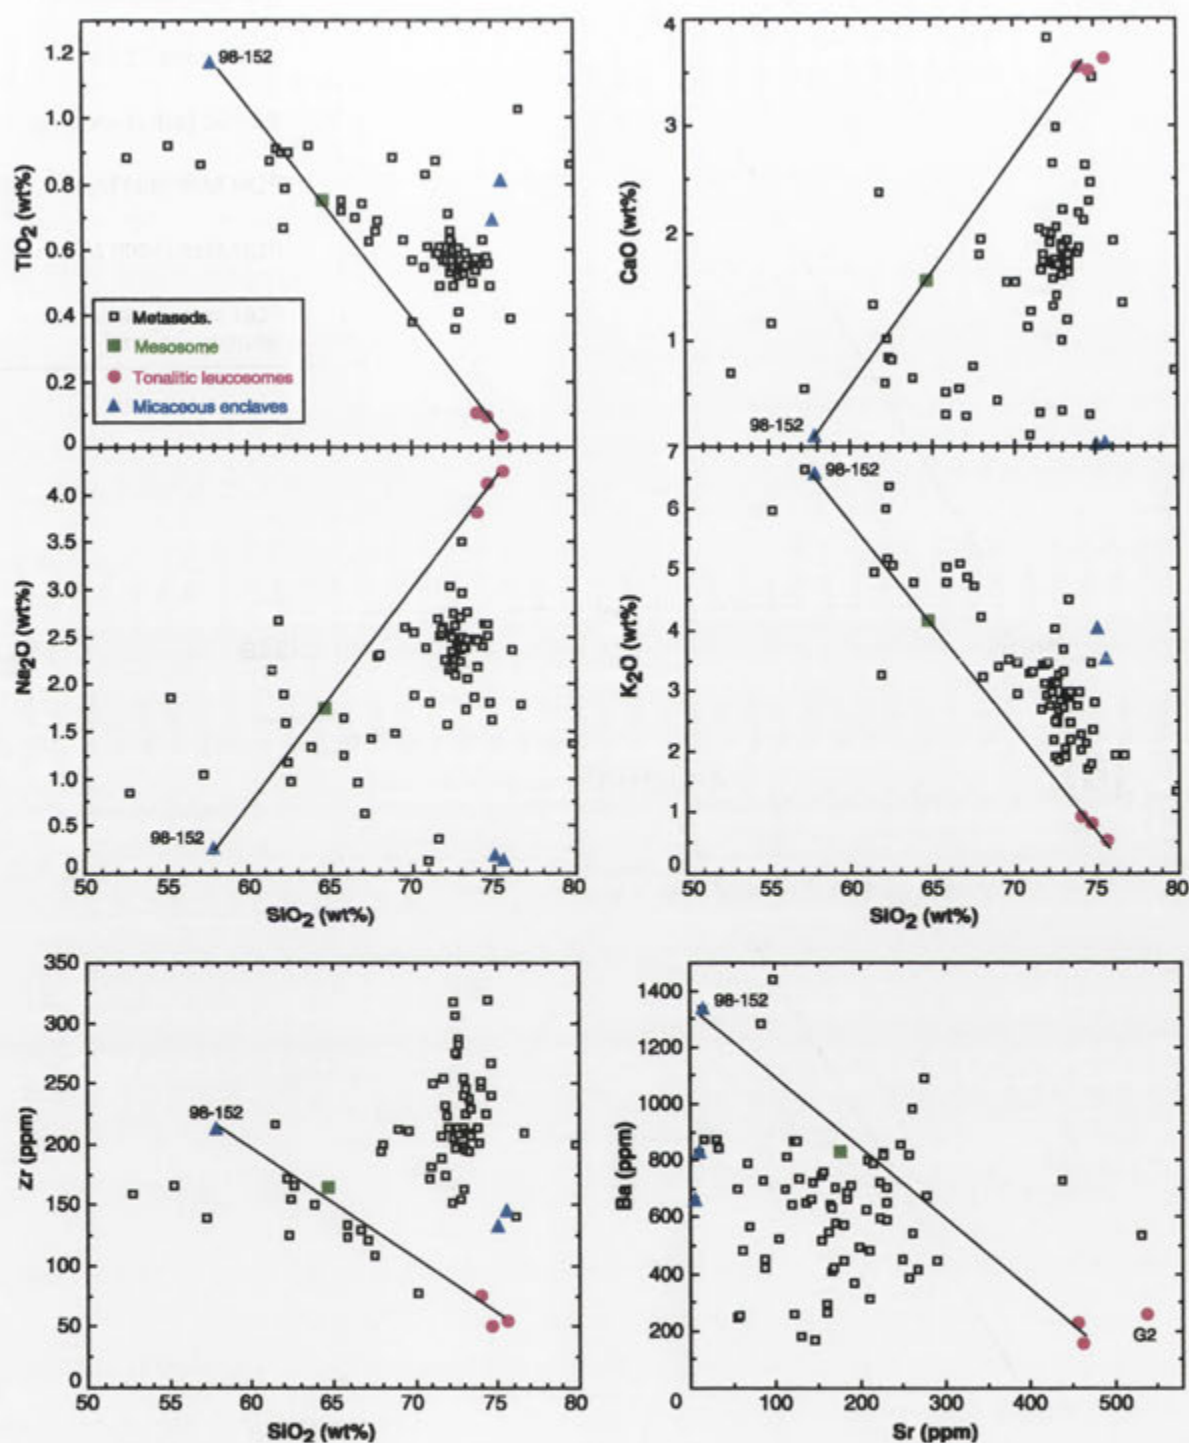 1.2
1.0
0.8
0.6
0.4
0.2
0
TiO2 (wt%)
98-152
Metaseds.
Mesosome
Tonalitic leucosomes
Micaceous enclaves
4
3
2
1
CaO (wt%)
98-152
4.0
3.5
3.0
2.5
2.0
1.5
1.0
0.5
0
Na2O (wt%)
98-152
50 55 60 65 70 75 80
SiO2 (wt%)
7
7
6
5
4
3
2
1
0
K2O (wt%)
98-152
50 55 60 65 70 75 80
SiO2 (wt%)
350
300
250
200
150
100
50
0
Zr (ppm)
98-152
50 55 60 65 70 75 80
SiO2 (wt%)
1400
1200
1000
800
600
400
200
0
Ba (ppm)
98-152
G2
0 100 200 300 400 500
Sr (ppm)